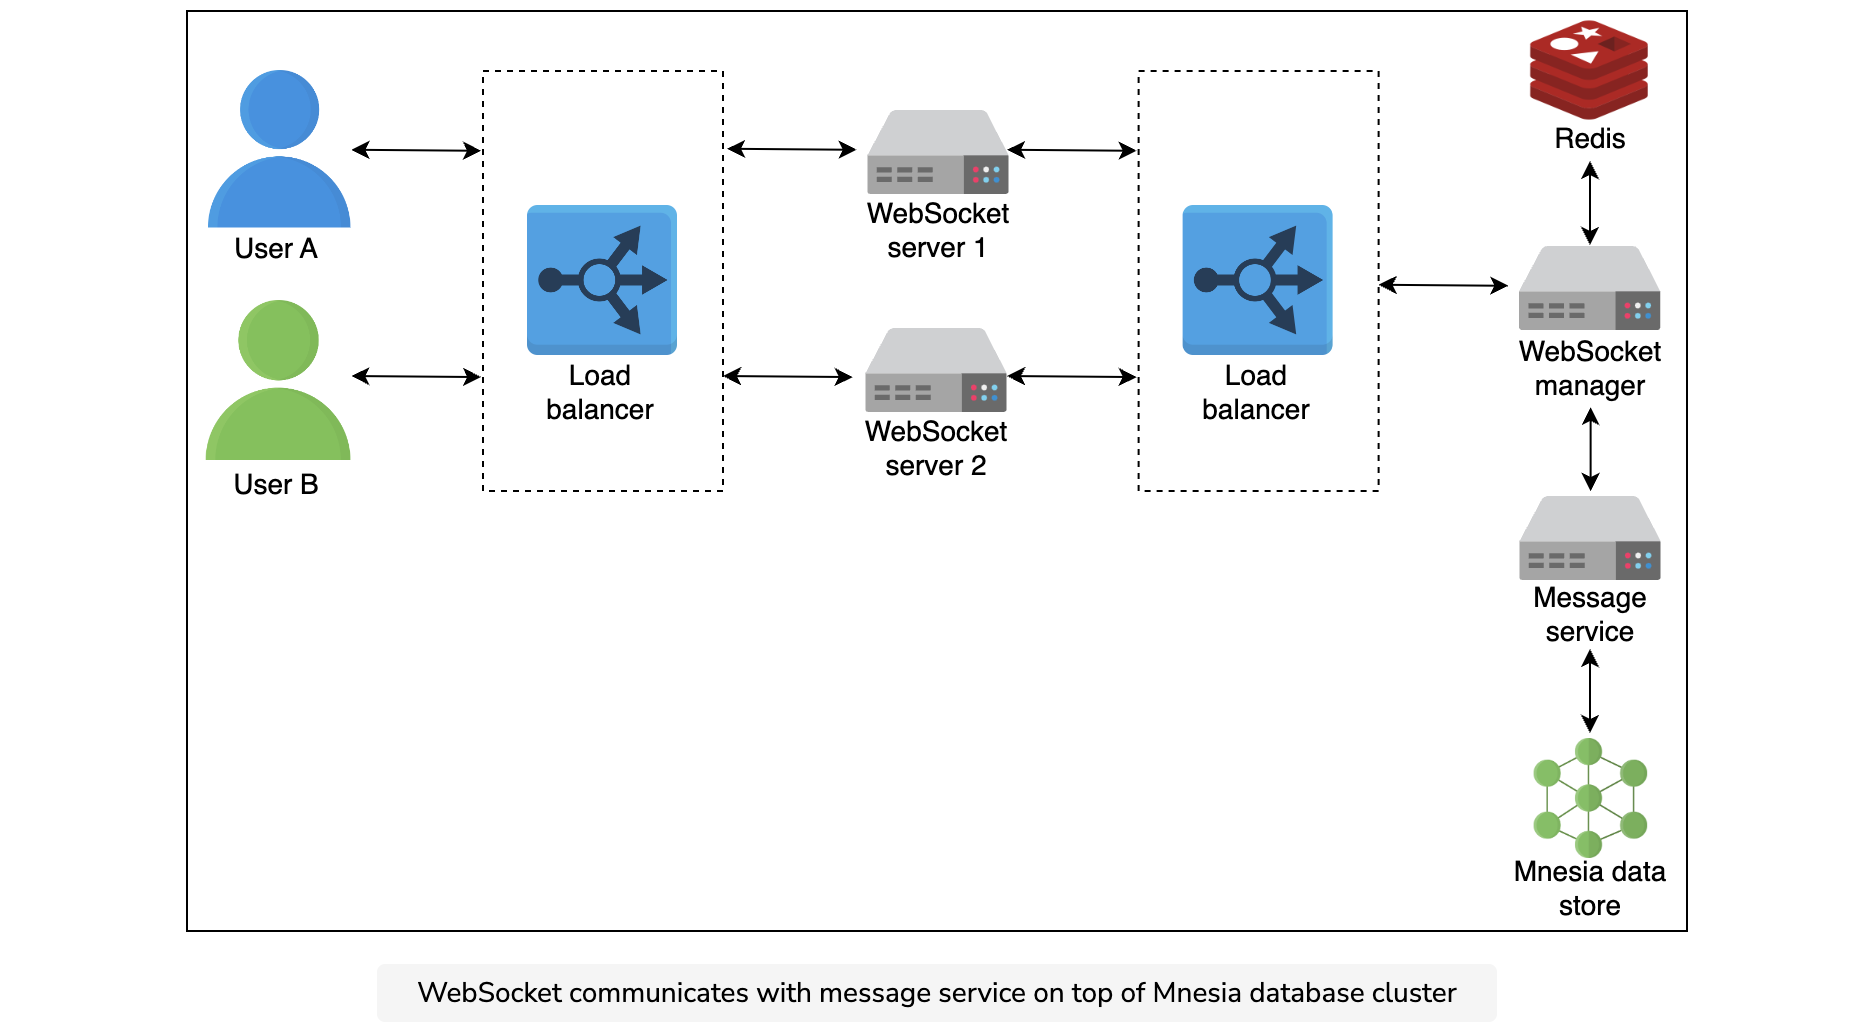 User A
User B
Load
balancer
WebSocket
server 1
WebSocket
server 2
Load
balancer
Redis
WebSocket
manager
Message
service
Mnesia data
store
WebSocket communicates with message service on top of Mnesia database cluster